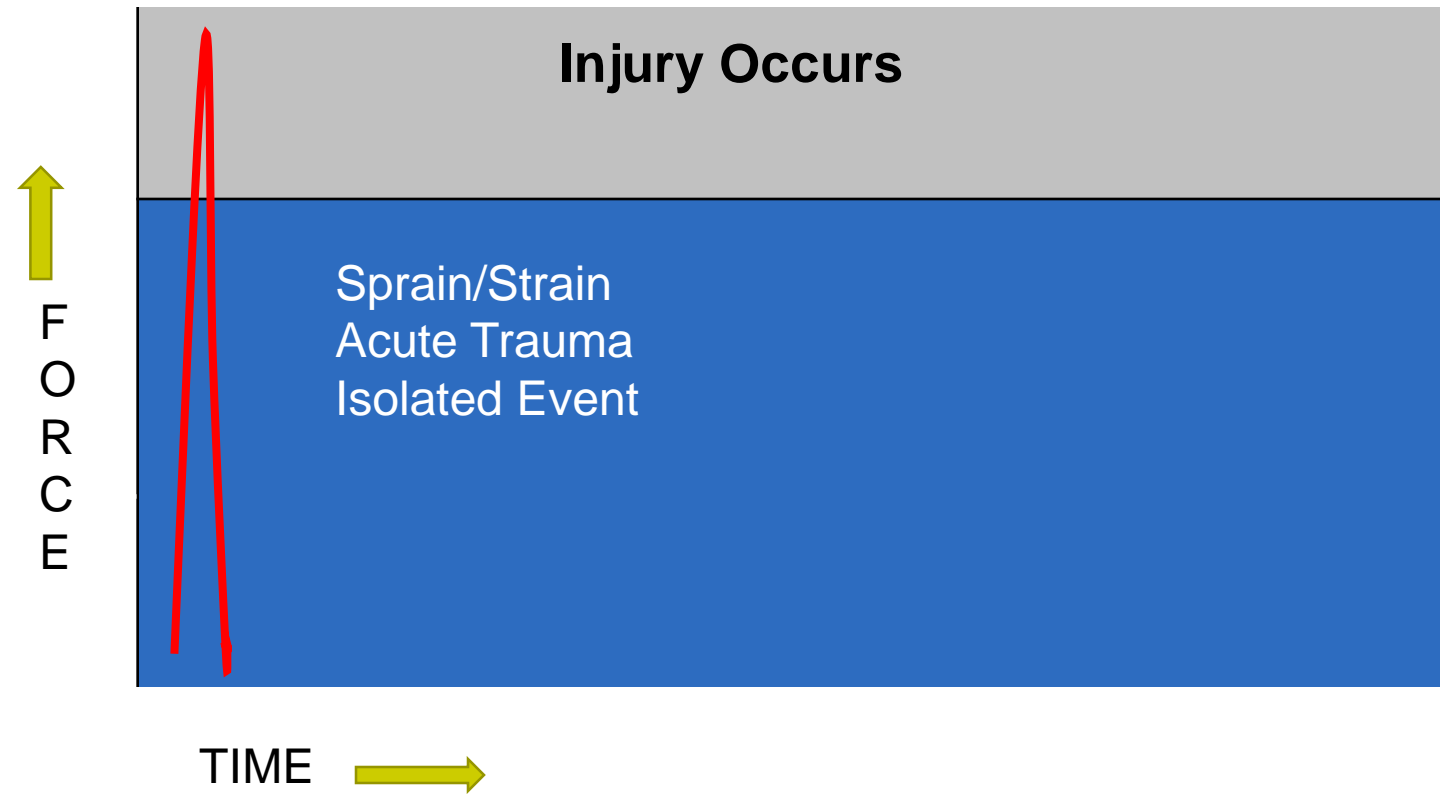 Injury Occurs
Sprain/Strain
Acute Trauma
Isolated Event
F
O
R
C
E
TIME